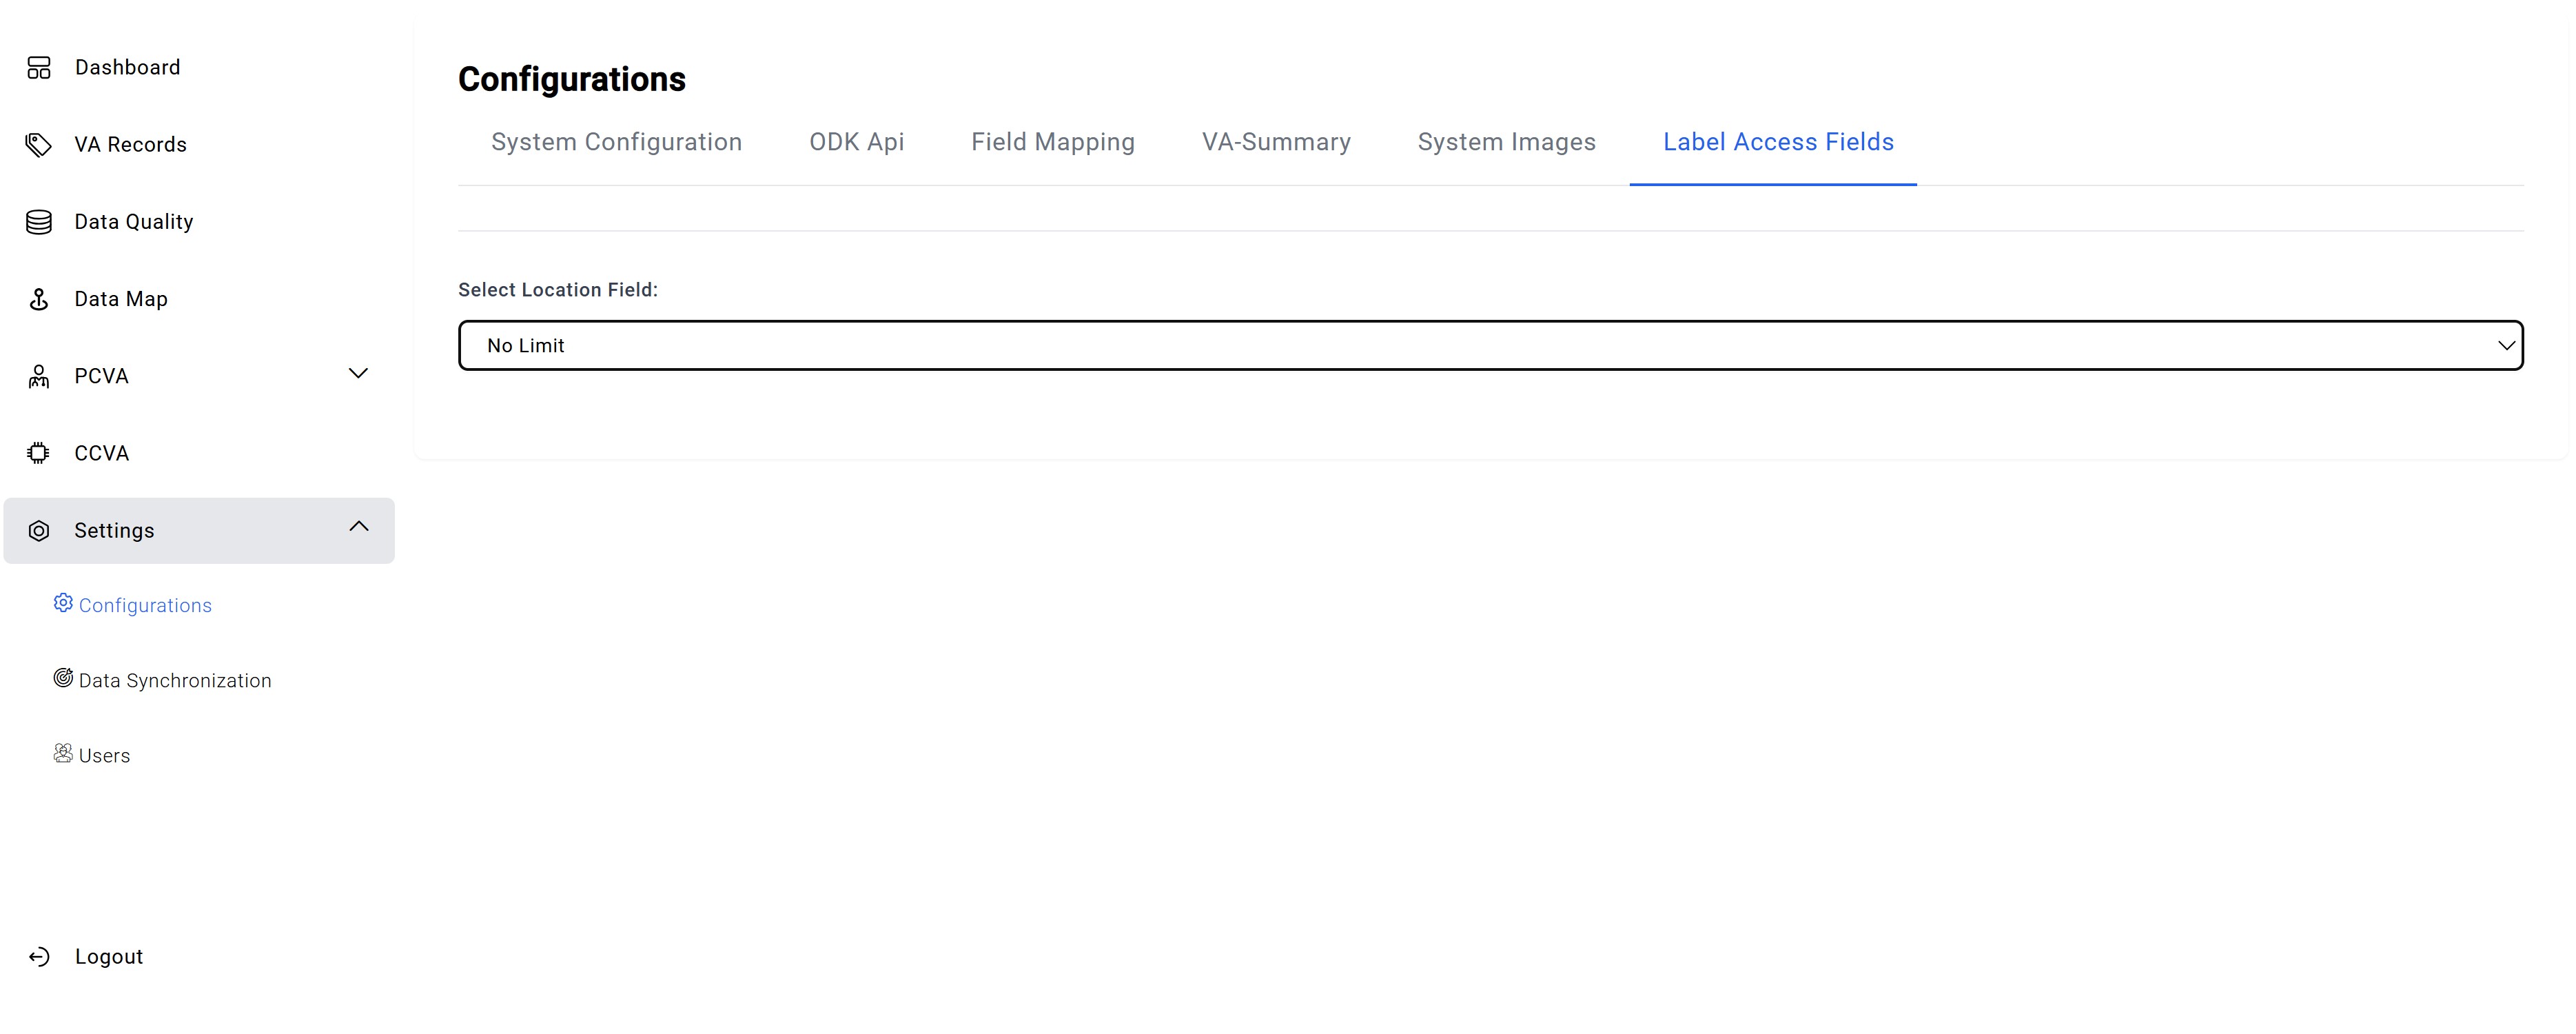 Dashboard
VA Records
Data Quality
Data Map
PCVA
CCVA
Settings
Configurations
Data Synchronization
Users
Logout
Configurations
System Configuration ODK Api Field Mapping VA-Summary System Images Label Access Fields
Select Location Field:
No Limit